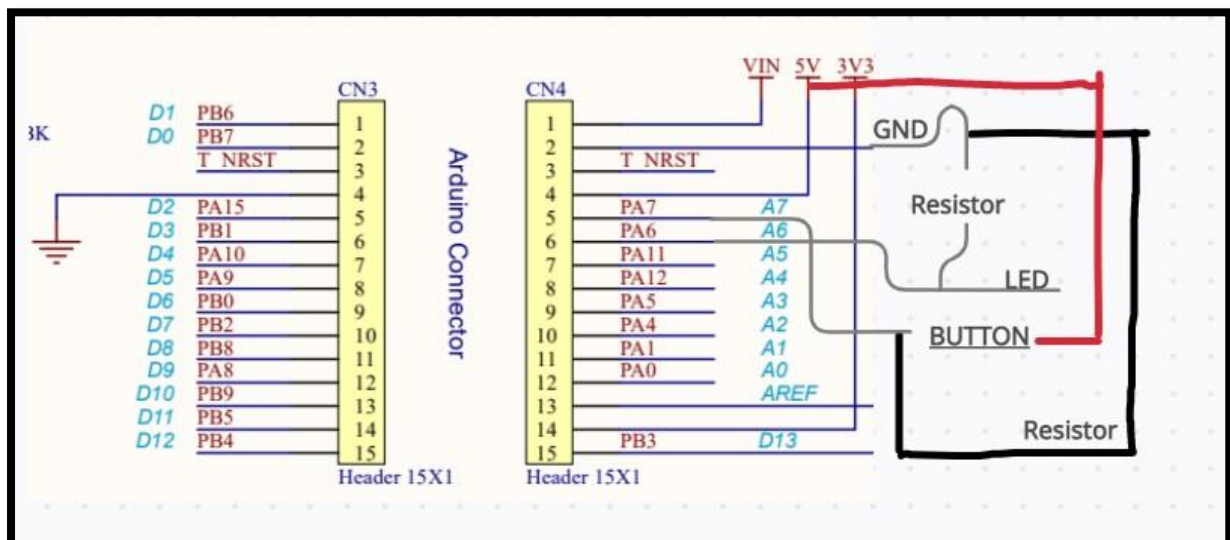 VIN 5V 3V3
CN3
CN4
D1 PB6 1
D0 PB7 2
T_NRST 3
4
D2 PA15 5
D3 PB1 6
D4 PA10 7
D5 PA9 8
D6 PB0 9
D7 PB2 10
D8 PB8 11
D9 PA8 12
D10 PB9 13
D11 PB5 14
D12 PB4 15
Header 15X1
3K
Arduino Connector
1
2
3 T_NRST
4
5 PA7 A7
6 PA6 A6
7 PA11 A5
8 PA12 A4
9 PA5 A3
10 PA4 A2
11 PA1 A1
12 PA0 A0
13 AREF
14
15 PB3 D13
Header 15X1
GND
Resistor
LED
BUTTON
Resistor